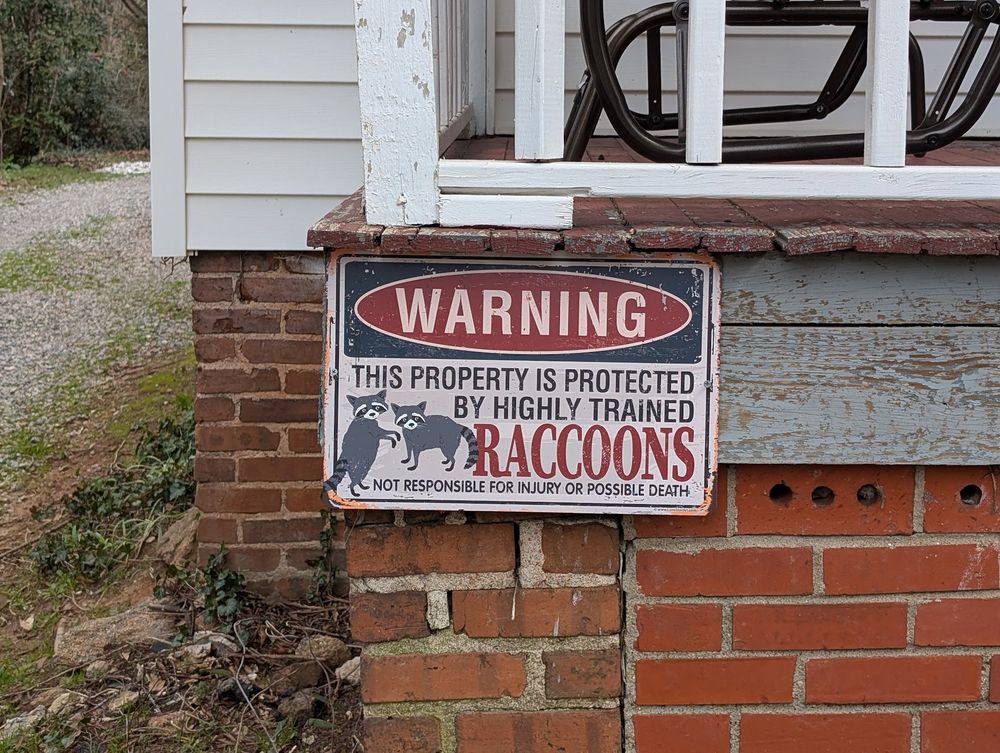 WARNING
THIS PROPERTY IS PROTECTED
BY HIGHLY TRAINED
RACCOONS
NOT RESPONSIBLE FOR INJURY OR POSSIBLE DEATH.